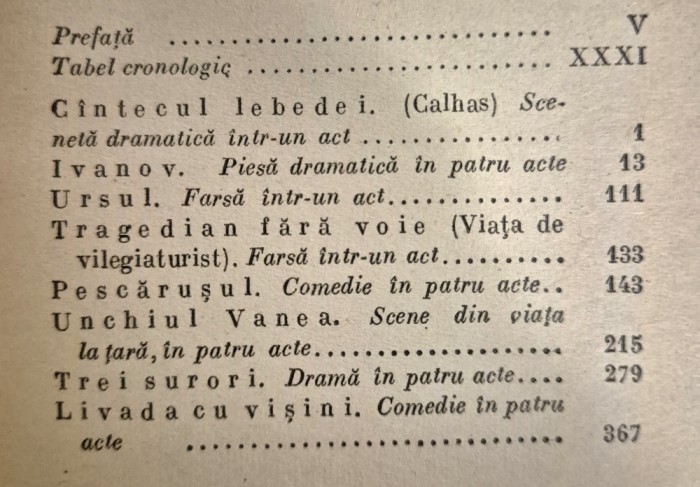 Prefață .............................. V
Tabel cronologic ........................ XXXI
Cîntecul lebedei. (Calhas) Sce-
netă dramatică într-un act ................ 1
Ivanov. Piesă dramatică în patru acte 13
Ursul. Farsă într-un act.............. 111
Tragedian fără voie (Viața de
vilegiaturist). Farsă într-un act.......... 133
Pescărușul. Comedie în patru acte.. 143
Unchiul Vanea. Scene din viața
la țară, în patru acte.................... 215
Trei surori. Dramă în patru acte.... 279
Livada cu vișini. Comedie în patru
acte .............................. 367